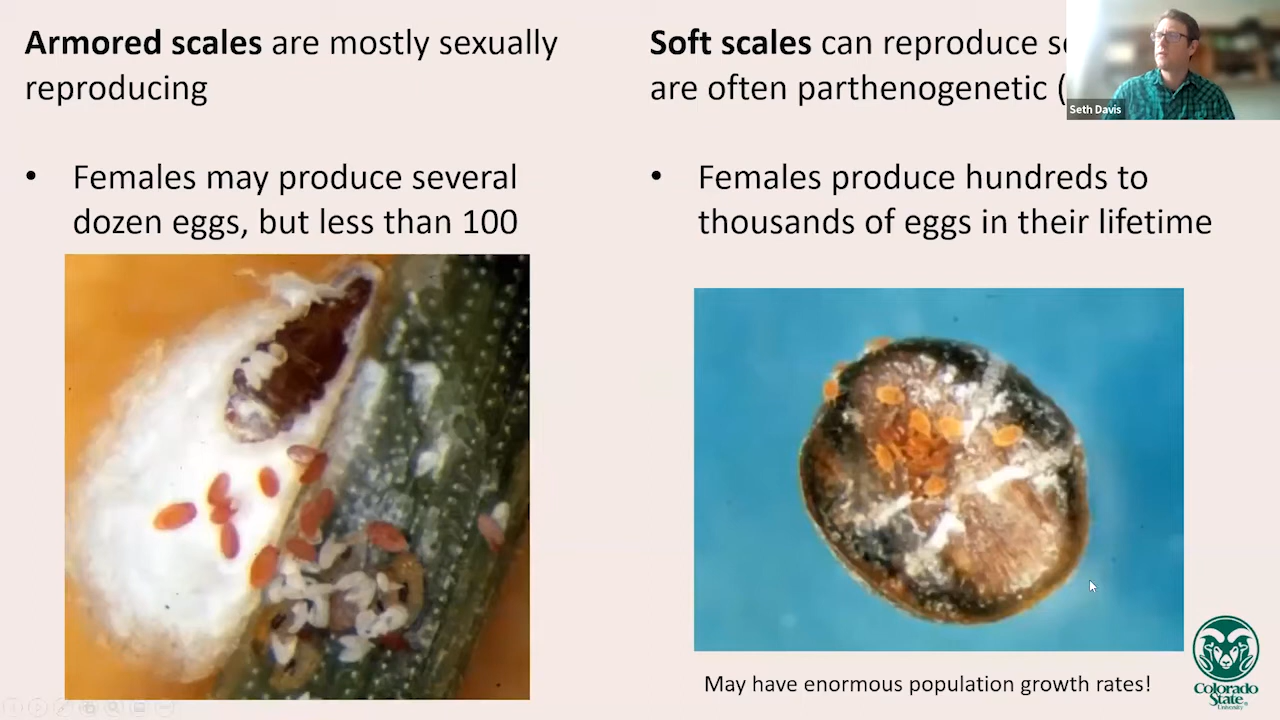 Armored scales are mostly sexually
reproducing
• Females may produce several
dozen eggs, but less than 100
Soft scales can reproduce
are often parthenogenetic (
• Females produce hundreds to
thousands of eggs in their lifetime
May have enormous population growth rates!
Seth Davis
Colorado
State
University